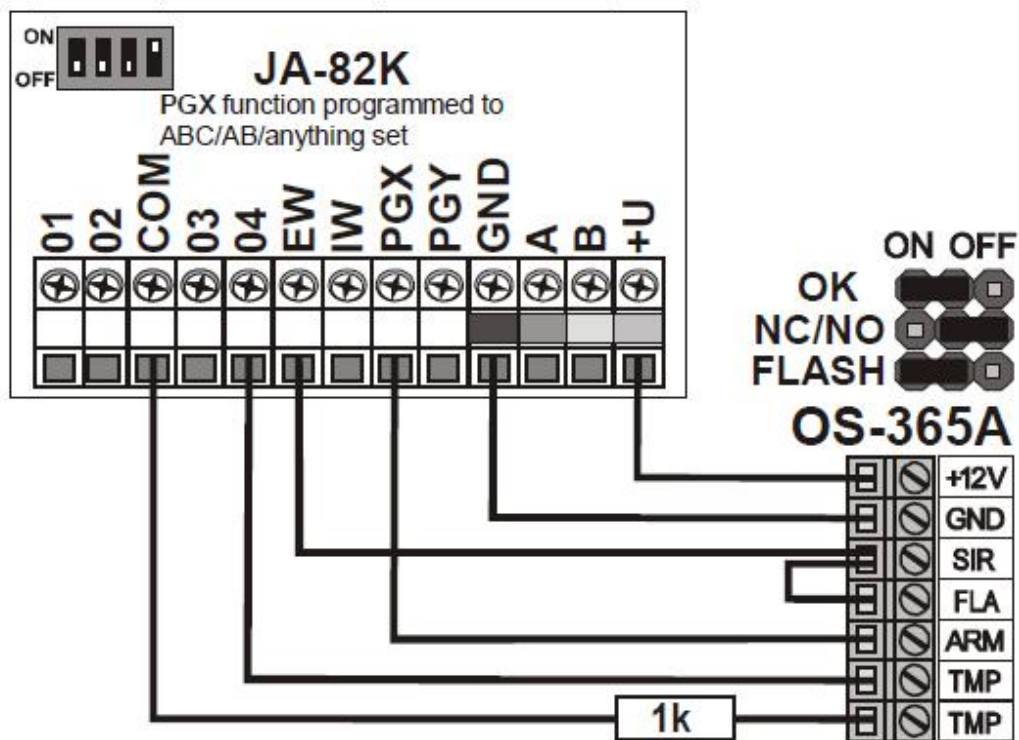 ON
OFF
JA-82K
PGX function programmed to
ABC/AB/anything set
01 02 COM 03 04 EW IW PGX PGY GND A B +U
ON OFF
OK
NC/NO
FLASH
OS-365A
+12V
GND
SIR
FLA
ARM
TMP
TMP
1k